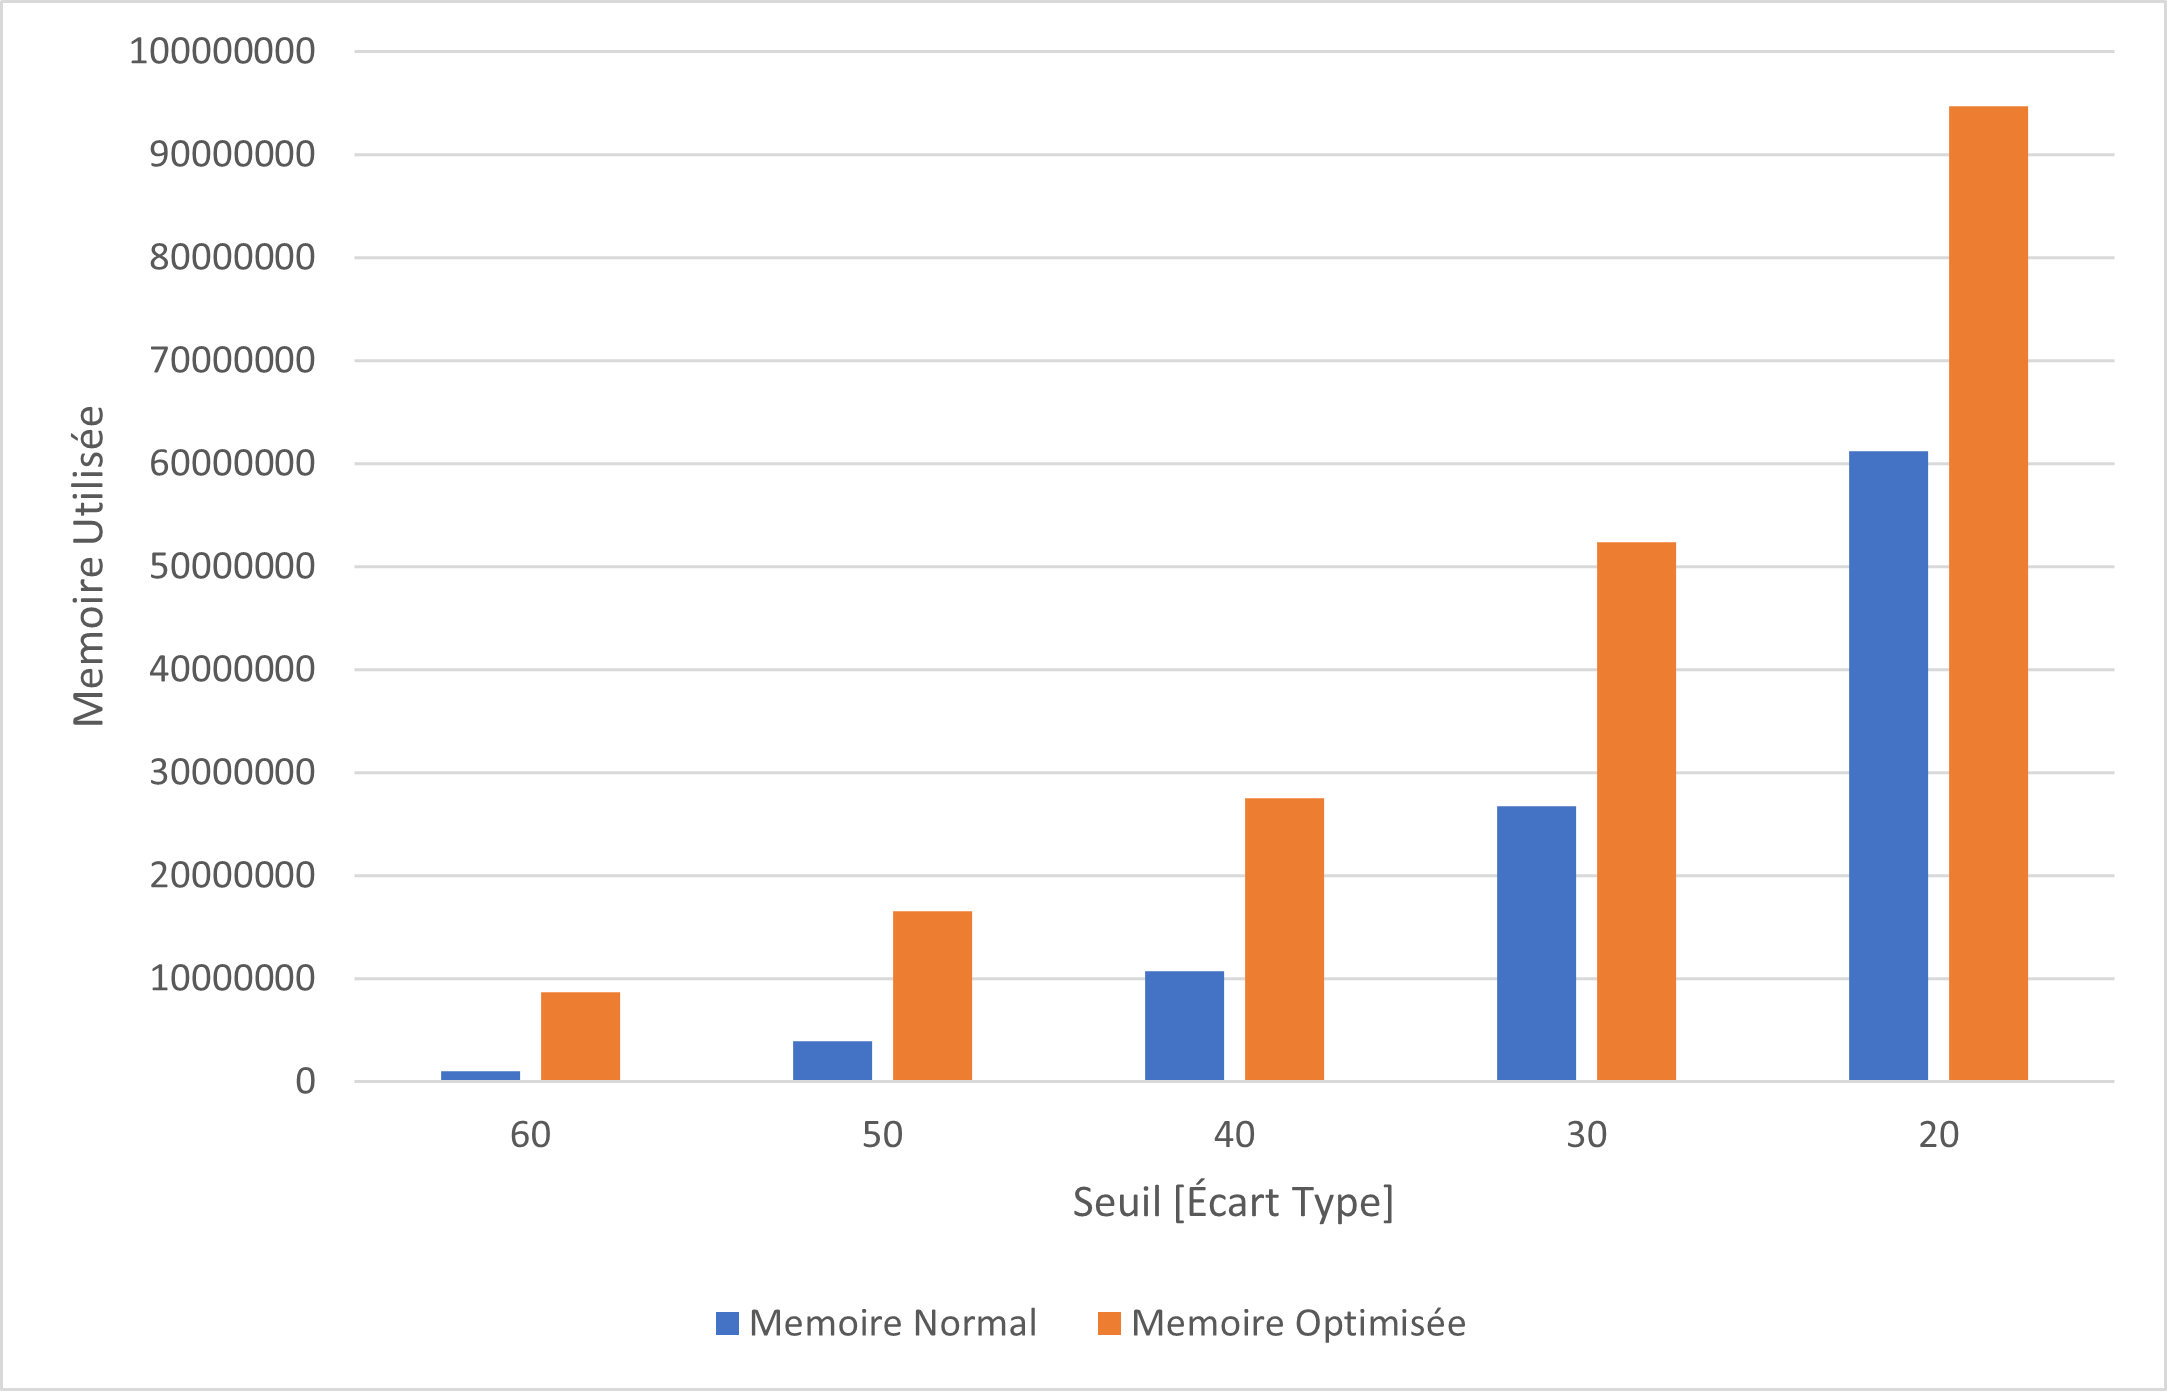 100000000
90000000
80000000
70000000
60000000
50000000
40000000
30000000
20000000
10000000
0
Memoire Utilisée
60 50 40 30 20
Seuil [Écart Type]
Memoire Normal Memoire Optimisée